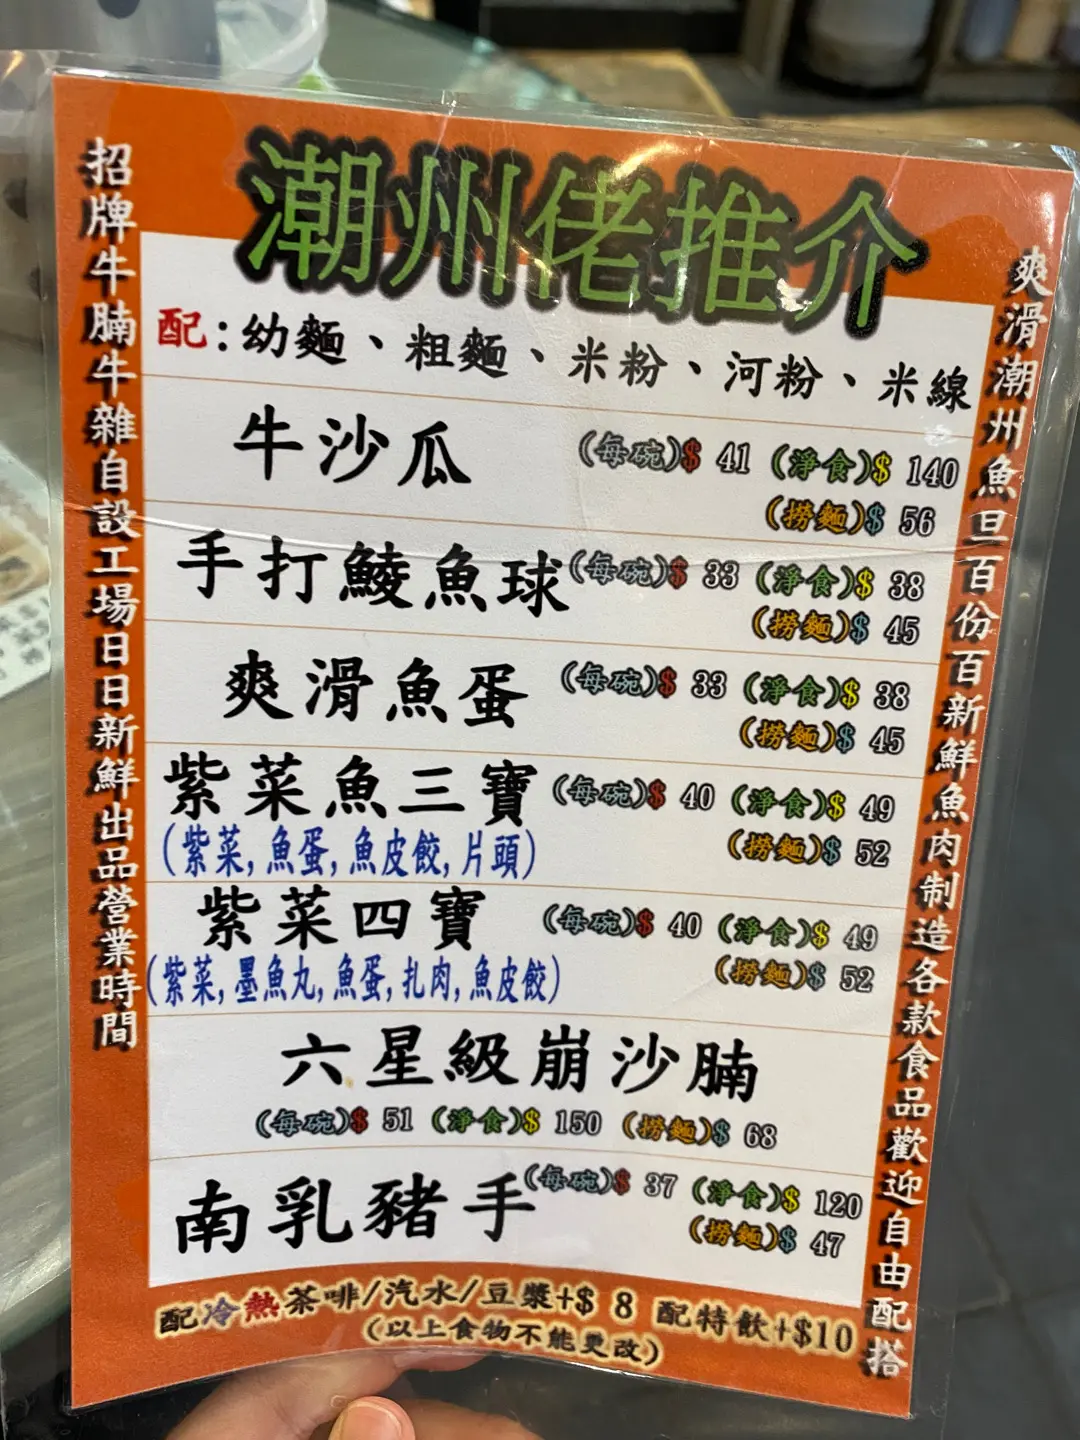 潮州佬推介
招牌牛腩牛雜自設工場日日新鮮出品營業時間
爽滑潮州魚旦百份百新鮮魚肉制造各款食品歡迎自由配搭
配:幼麵、粗麵、米粉、河粉、米線
牛沙瓜 (每碗)$ 41 (淨食)$ 140
(撈麵)$ 56
手打鯪魚球 (每碗)$ 33 (淨食)$ 38
(撈麵)$ 45
爽滑魚蛋 (每碗)$ 33 (淨食)$ 38
(撈麵)$ 45
紫菜魚三寶 (每碗)$ 40 (淨食)$ 49
(紫菜,魚蛋,魚皮餃,片頭) (撈麵)$ 52
紫菜四寶 (每碗)$ 40 (淨食)$ 49
(紫菜,墨魚丸,魚蛋,扎肉,魚皮餃) (撈麵)$ 52
六星級崩沙腩
(每碗)$ 51 (淨食)$ 150 (撈麵)$ 68
南乳豬手 (每碗)$ 37 (淨食)$ 120
(撈麵)$ 47
配冷熱茶啡/汽水/豆漿+$ 8 配特飲+$10
(以上食物不能更改)